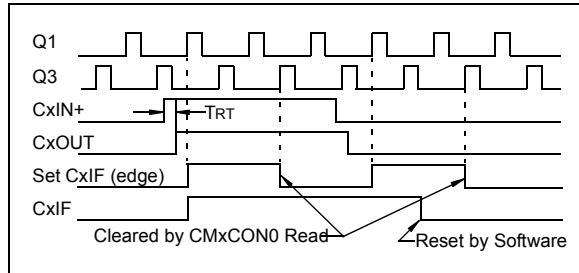 Q1
Q3
CxIN+
TRT
CxOUT
Set CxIF (edge)
CxIF
Cleared by CMxCON0 Read
Reset by Software